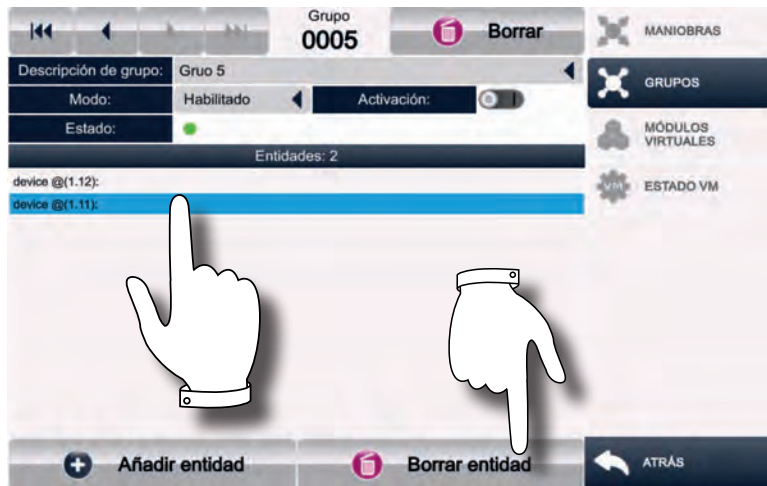 Grupo
0005
Borrar
Descripción de grupo: Gruo 5
Modo: Habilitado Activación:
Estado:
Entidades: 2
device @(1.12):
device @(1.11):
Añadir entidad
Borrar entidad
MANIOBRAS
GRUPOS
MÓDULOS
VIRTUALES
VM ESTADO VM
ATRÁS